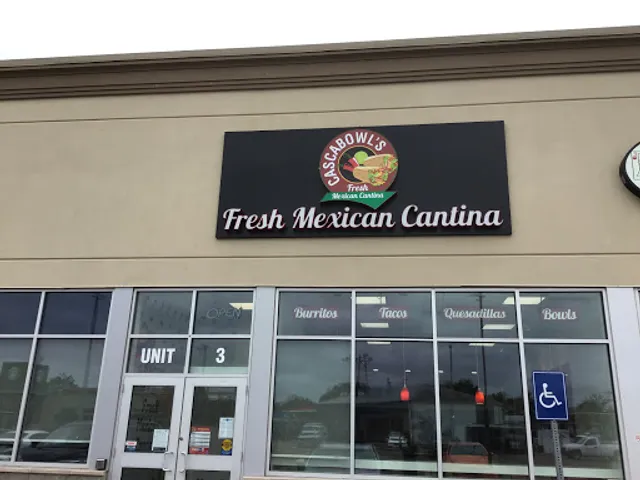 CASCABOWL'S
Fresh
Mexican Cantina
Fresh Mexican Cantina
OPEN
Burritos Tacos Quesadillas Bowls
UNIT 3